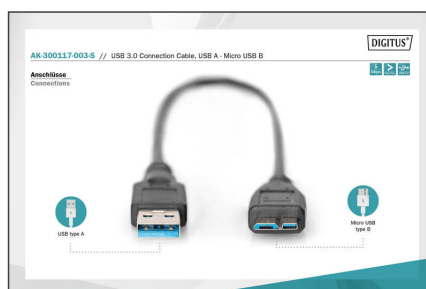 DIGITUS®
AK-300117-003-S // USB 3.0 Connection Cable, USB A - Micro USB B
Anschlüsse
Connections
USB type A
Micro USB
type B